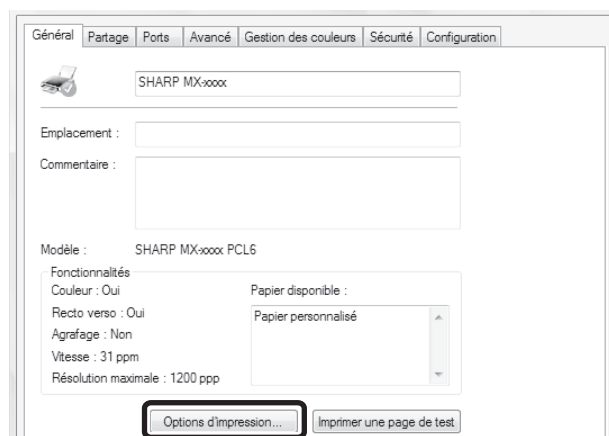 Général Partage Ports Avancé Gestion des couleurs Sécurité Configuration
SHARP MX-xxxx
Emplacement :
Commentaire :
Modèle : SHARP MX-xxxx PCL6
Fonctionnalités
Couleur : Oui Papier disponible :
Recto verso : Oui Papier personnalisé
Agrafage : Non
Vitesse : 31 ppm
Résolution maximale : 1200 ppp
Options d'impression... Imprimer une page de test